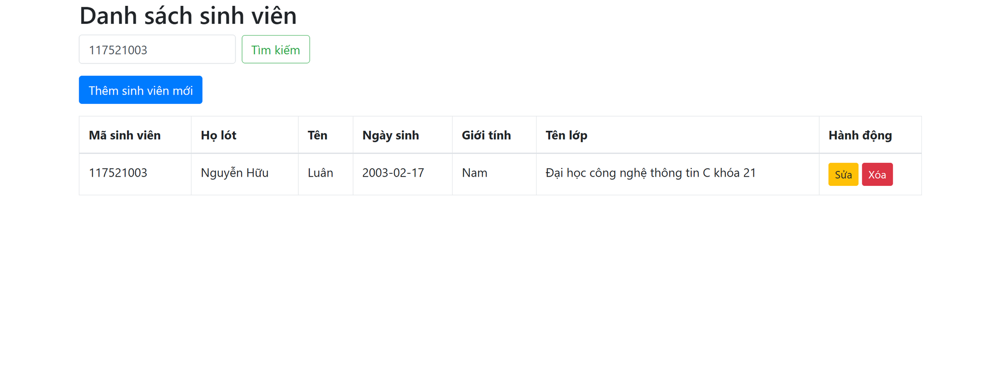 Danh sách sinh viên
117521003 Tìm kiếm
Thêm sinh viên mới
Mã sinh viên Họ lót Tên Ngày sinh Giới tính Tên lớp Hành động
117521003 Nguyễn Hữu Luân 2003-02-17 Nam Đại học công nghệ thông tin C khóa 21 Sửa Xóa